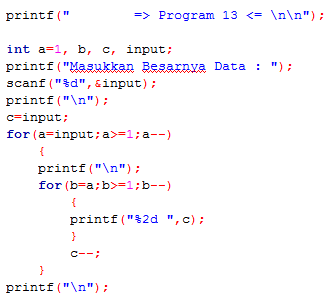 printf("         => Program 13 <= \n\n");
int a=1, b, c, input;
printf("Masukkan Besarnya Data : ");
scanf("%d",&input);
printf("\n");
c=input;
for(a=input;a>=1;a--)
{
printf("\n");
for(b=a;b>=1;b--)
{
printf("%2d ",c);
}
c--;
}
printf("\n");